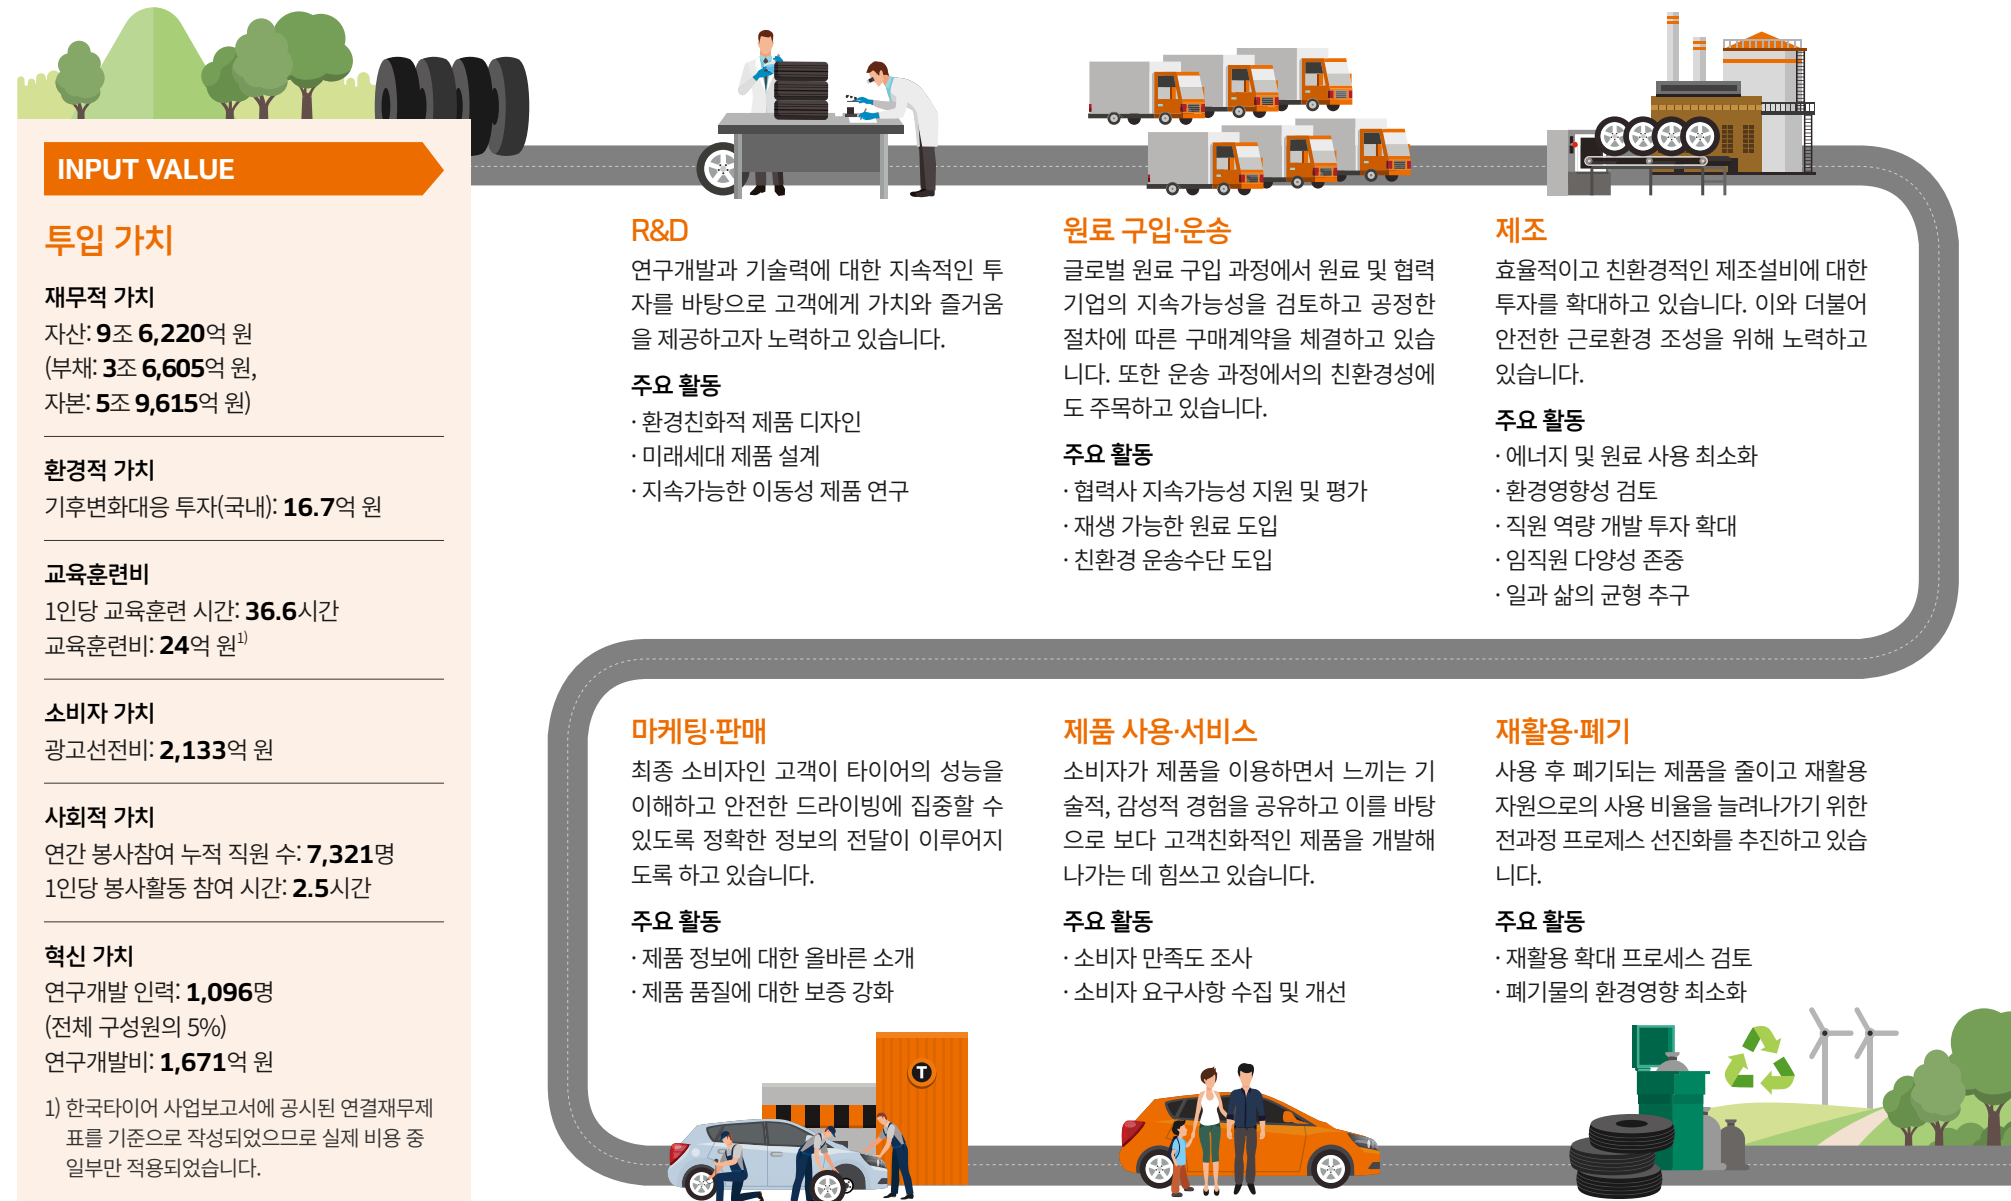 INPUT VALUE
투입 가치
재무적 가치
자산: 9조 6,220억 원
(부채: 3조 6,605억 원,
자본: 5조 9,615억 원)
환경적 가치
기후변화대응 투자(국내): 16.7억 원
교육훈련비
1인당 교육훈련 시간: 36.6시간
교육훈련비: 24억 원1)
소비자 가치
광고선전비: 2,133억 원
사회적 가치
연간 봉사참여 누적 직원 수: 7,321명
1인당 봉사활동 참여 시간: 2.5시간
혁신 가치
연구개발 인력: 1,096명
(전체 구성원의 5%)
연구개발비: 1,671억 원
1) 한국타이어 사업보고서에 공시된 연결재무제
표를 기준으로 작성되었으므로 실제 비용 중
일부만 적용되었습니다.
R&D
연구개발과 기술력에 대한 지속적인 투
자를 바탕으로 고객에게 가치와 즐거움
을 제공하고자 노력하고 있습니다.
주요 활동
· 환경친화적 제품 디자인
· 미래세대 제품 설계
· 지속가능한 이동성 제품 연구
원료 구입·운송
글로벌 원료 구입 과정에서 원료 및 협력
기업의 지속가능성을 검토하고 공정한
절차에 따른 구매계약을 체결하고 있습
니다. 또한 운송 과정에서의 친환경성에
도 주목하고 있습니다.
주요 활동
· 협력사 지속가능성 지원 및 평가
· 재생 가능한 원료 도입
· 친환경 운송수단 도입
제조
효율적이고 친환경적인 제조설비에 대한
투자를 확대하고 있습니다. 이와 더불어
안전한 근로환경 조성을 위해 노력하고
있습니다.
주요 활동
· 에너지 및 원료 사용 최소화
· 환경영향성 검토
· 직원 역량 개발 투자 확대
· 임직원 다양성 존중
· 일과 삶의 균형 추구
마케팅·판매
최종 소비자인 고객이 타이어의 성능을
이해하고 안전한 드라이빙에 집중할 수
있도록 정확한 정보의 전달이 이루어지
도록 하고 있습니다.
주요 활동
· 제품 정보에 대한 올바른 소개
· 제품 품질에 대한 보증 강화
제품 사용·서비스
소비자가 제품을 이용하면서 느끼는 기
술적, 감성적 경험을 공유하고 이를 바탕
으로 보다 고객친화적인 제품을 개발해
나가는 데 힘쓰고 있습니다.
주요 활동
· 소비자 만족도 조사
· 소비자 요구사항 수집 및 개선
재활용·폐기
사용 후 폐기되는 제품을 줄이고 재활용
자원으로의 사용 비율을 늘려나가기 위한
전과정 프로제스 선진화를 추진하고 있습
니다.
주요 활동
· 재활용 확대 프로세스 검토
· 폐기물의 환경영향 최소화
T